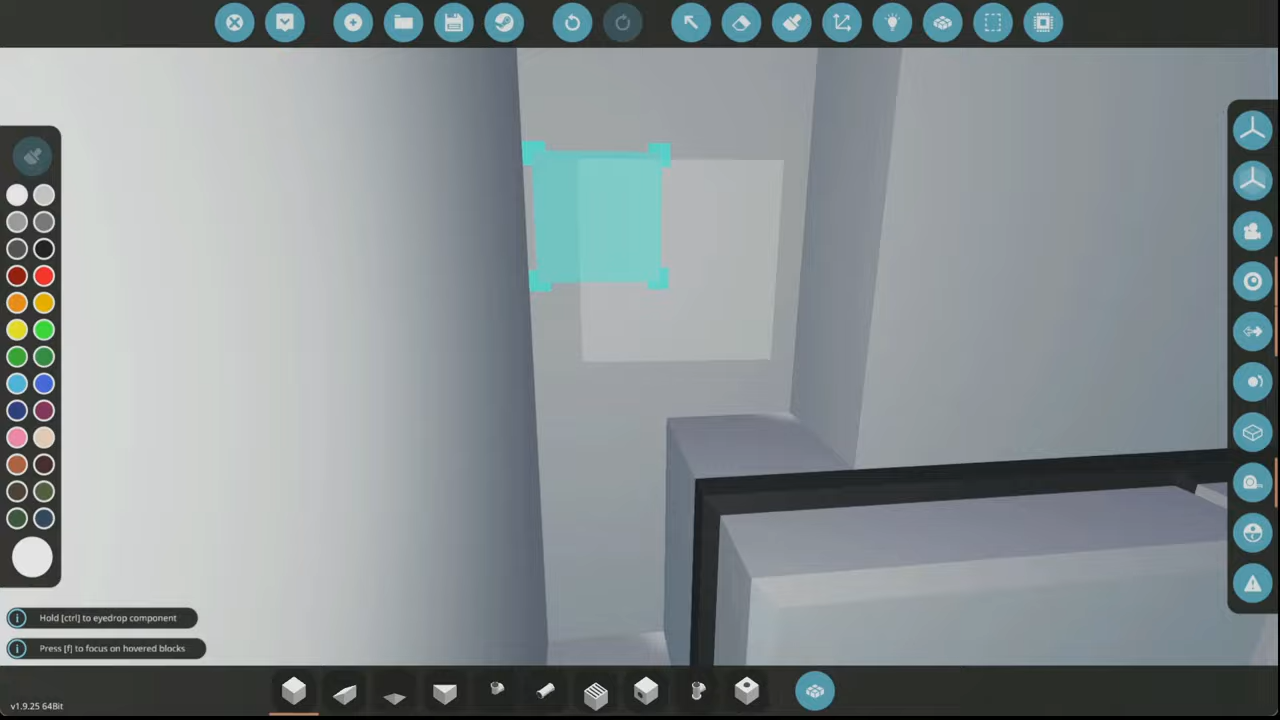 Hold [ctrl] to eyedrop component
Press [f] to focus on hovered blocks
v1.9.25 64Bit